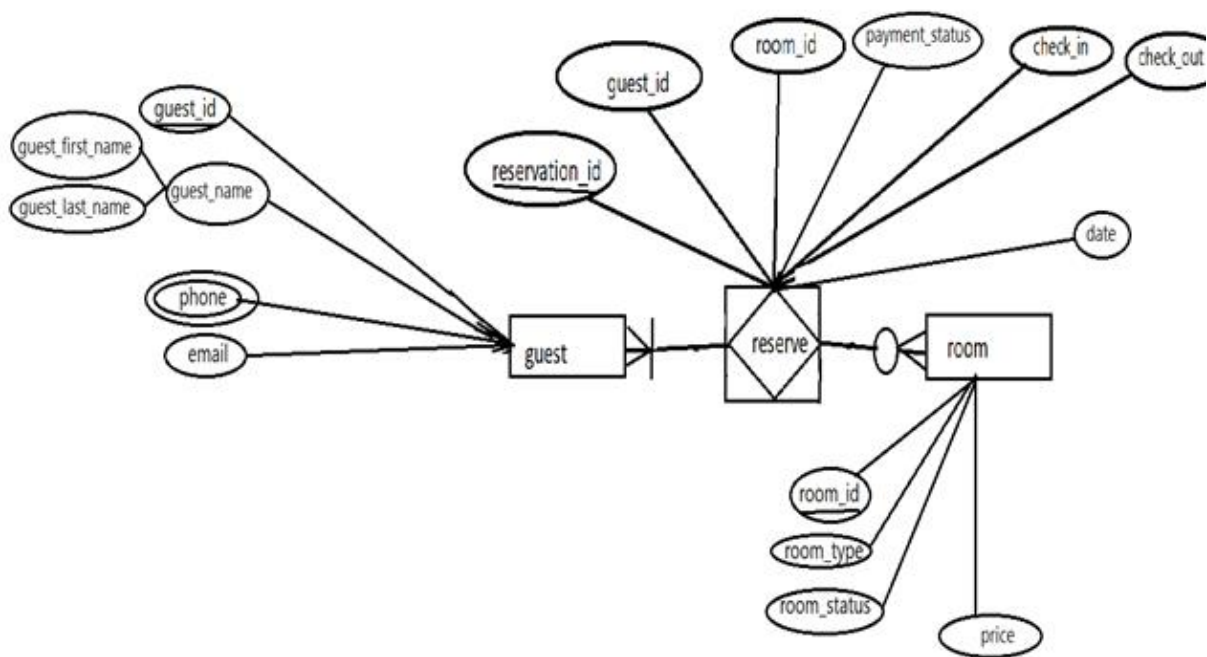 room_id
payment_status
check_in
check_out
guest_id
guest_id
guest_first_name
reservation_id
guest_name
guest_last_name
date
phone
email
guest
reserve
room
room_id
room_type
room_status
price